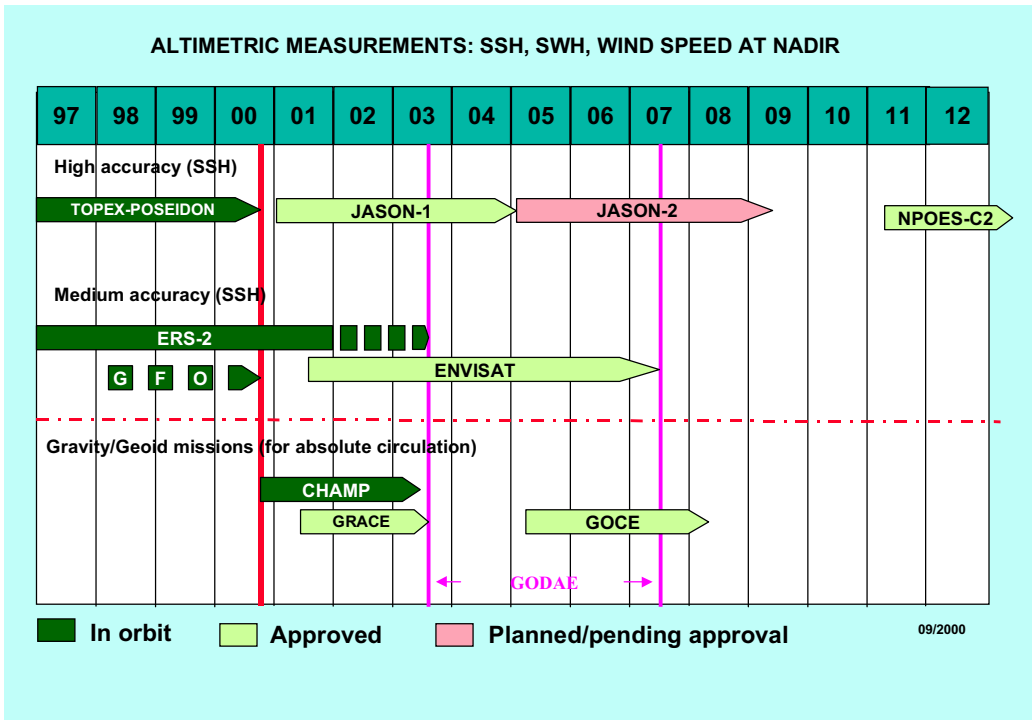 ALTIMETRIC MEASUREMENTS: SSH, SWH, WIND SPEED AT NADIR
97 98 99 00 01 02 03 04 05 06 07 08 09 10 11 12
High accuracy (SSH)
TOPEX-POSEIDON JASON-1 JASON-2 NPOES-C2
Medium accuracy (SSH)
ERS-2
G F O ENVISAT
Gravity/Geoid missions (for absolute circulation)
CHAMP
GRACE GOCE
GODAE
In orbit Approved Planned/pending approval 09/2000